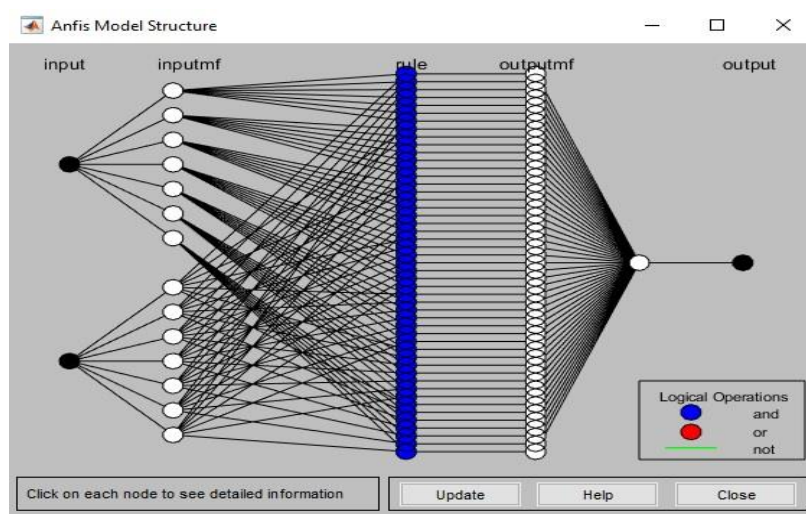 Anfis Model Structure
input inputmf rule outputmf output
Logical Operations
and
or
not
Click on each node to see detailed information
Update Help Close